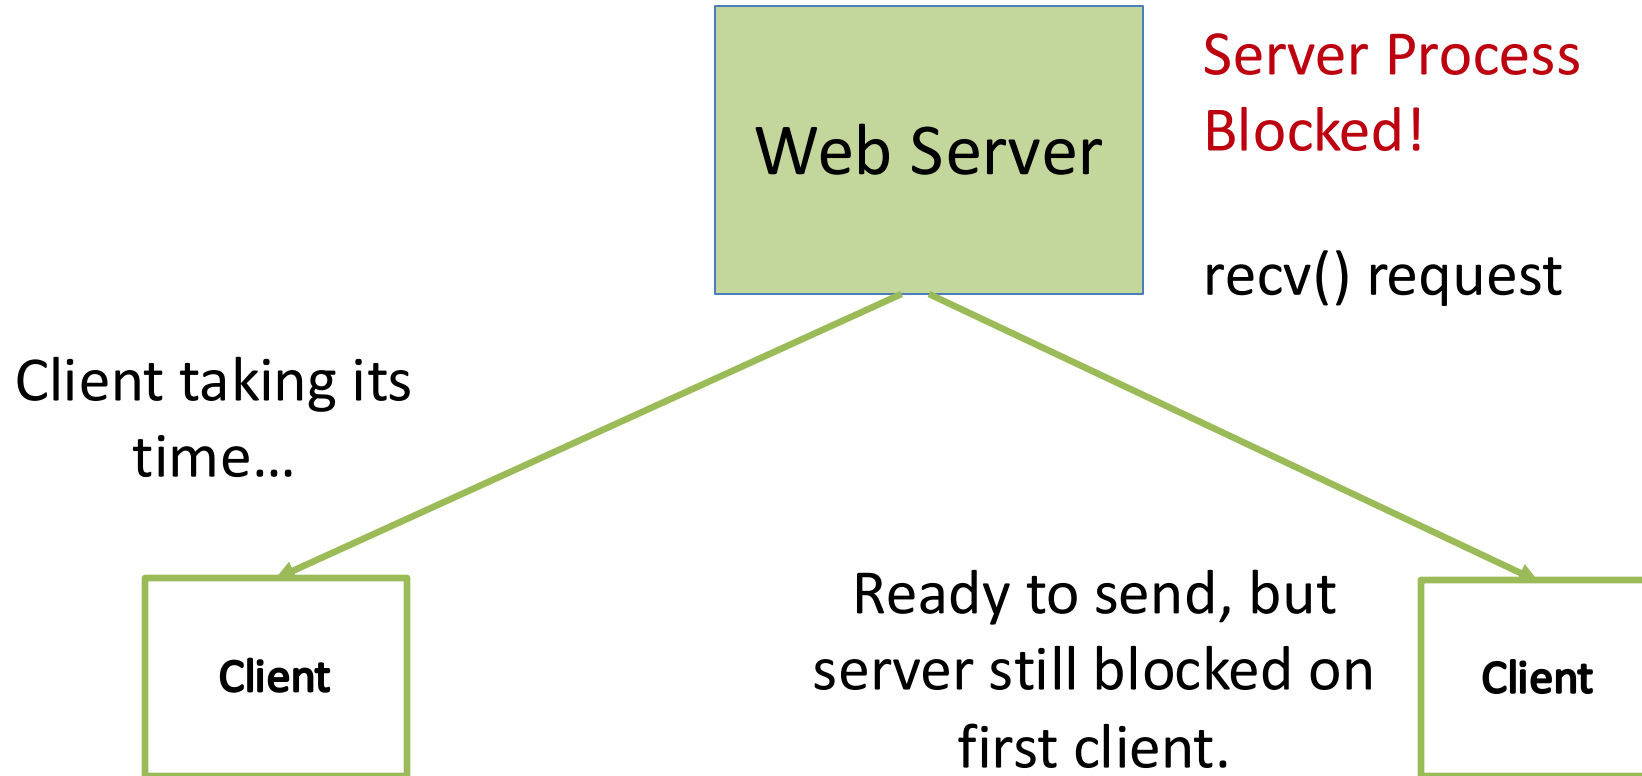 Web Server
Server Process
Blocked!
recv() request
Client taking its
time…
Client
Ready to send, but
server still blocked on
first client.
Client